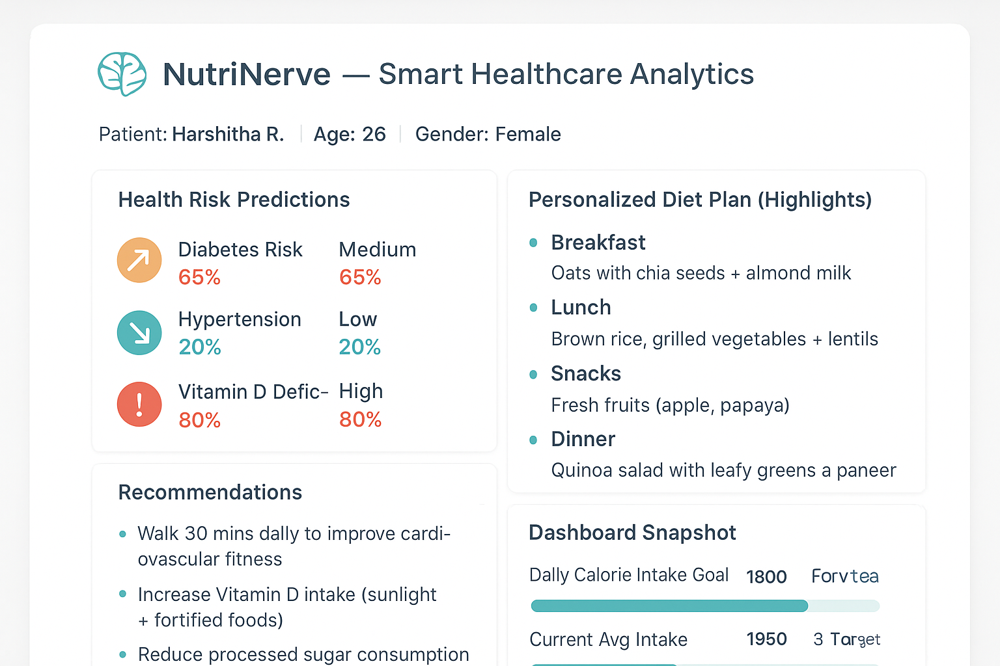 NutriNerve — Smart Healthcare Analytics
Patient: Harshitha R. | Age: 26 | Gender: Female
Health Risk Predictions
Diabetes Risk Medium
65% 65%
Hypertension Low
20% 20%
Vitamin D Defic- High
80% 80%
Recommendations
Walk 30 mins dally to improve cardi-
ovascular fitness
Increase Vitamin D intake (sunlight
+ fortified foods)
Reduce processed sugar consumption
Personalized Diet Plan (Highlights)
Breakfast
Oats with chia seeds + almond milk
Lunch
Brown rice, grilled vegetables + lentils
Snacks
Fresh fruits (apple, papaya)
Dinner
Quinoa salad with leafy greens a paneer
Dashboard Snapshot
Dally Calorie Intake Goal 1800 Forvtea
Current Avg Intake 1950 3 Target